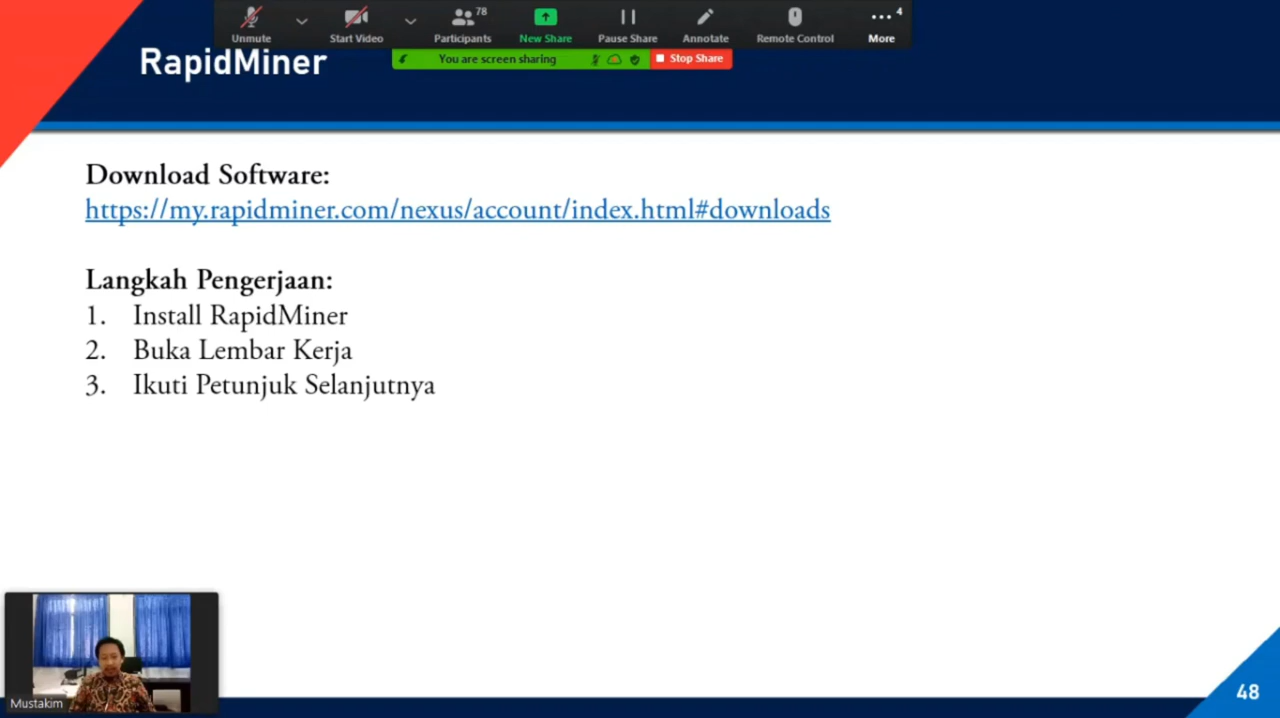 78
4
Unmute
Start Video
Participants
New Share
Pause Share
Annotate
Remote Control
More
You are screen sharing
Stop Share
RapidMiner
Download Software:
https://my.rapidminer.com/nexus/account/index.html#downloads
Langkah Pengerjaan:
1. Install RapidMiner
2. Buka Lembar Kerja
3. Ikuti Petunjuk Selanjutnya
Mustakim
48